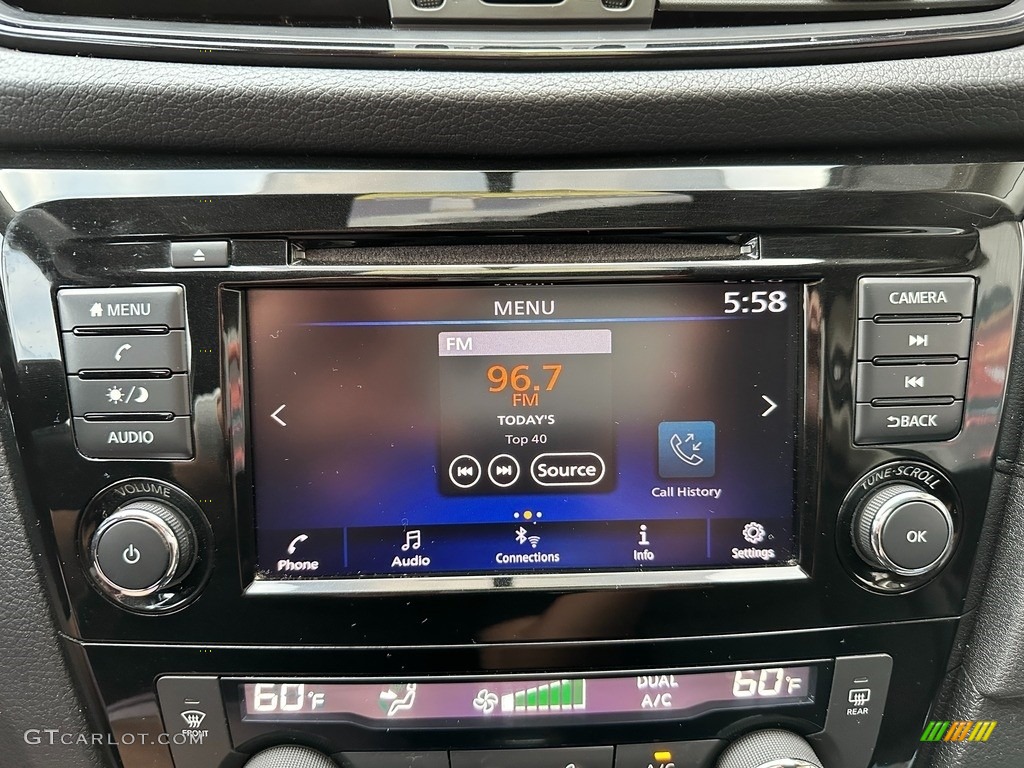 MENU
AUDIO
VOLUME
MENU
5:58
FM
96.7
FM
TODAY'S
Top 40
Source
Call History
Phone
Audio
Connections
Info
Settings
CAMERA
BACK
TUNE·SCROLL
OK
60°F
DUAL
A/C
60°F
FRONT
REAR
A/C
GTCARLOT.COM